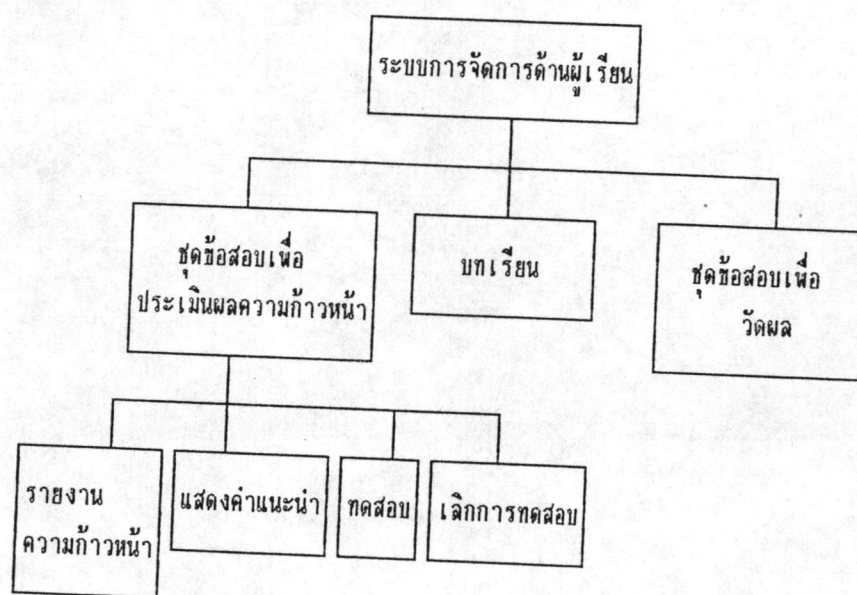 ระบบการจัดการด้านผู้เรียน
ชุดข้อสอบเพื่อ
ประเมินผลความก้าวหน้า
บทเรียน
ชุดข้อสอบเพื่อ
วัดผล
รายงาน
ความก้าวหน้า
แสดงคำแนะนำ
ทดสอบ
เลิกการทดสอบ